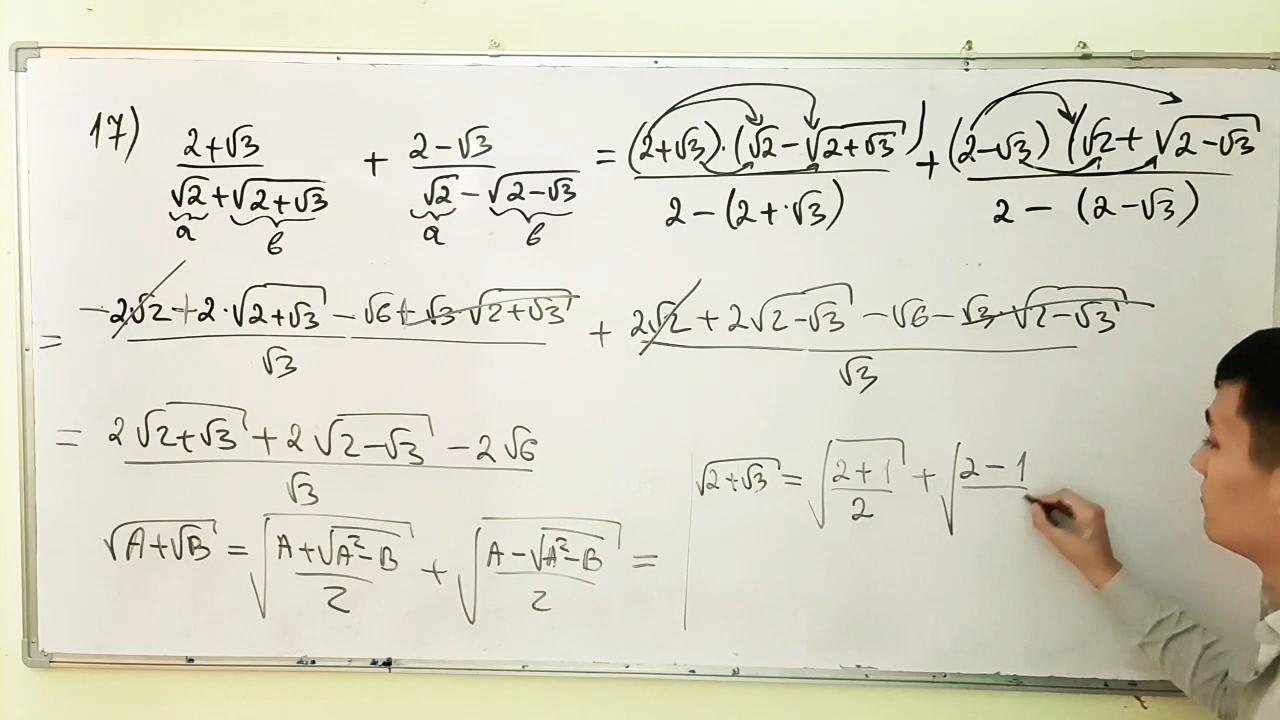 17) (2+√3)/(√2+√(2+√3)) + (2−√3)/(√2−√(2−√3)) = ((2+√3)·(√2−√(2+√3)))/(2−(2+·√3)) + ((2−√3)(√2+√(2−√3)))/(2−(2−√3))
a b a b
= (−2√2+2·√(2+√3)−√6+√3·√(2+√3))/√3 + (2√2+2√(2−√3)−√6−√3·√(2−√3))/√3
= (2√(2+√3)+2√(2−√3)−2√6)/√3
√(2+√3) = √((2+1)/2) + √(2−1
√(A+√B) = √((A+√(A²−B))/2) + √((A−√(A²−B))/2) =